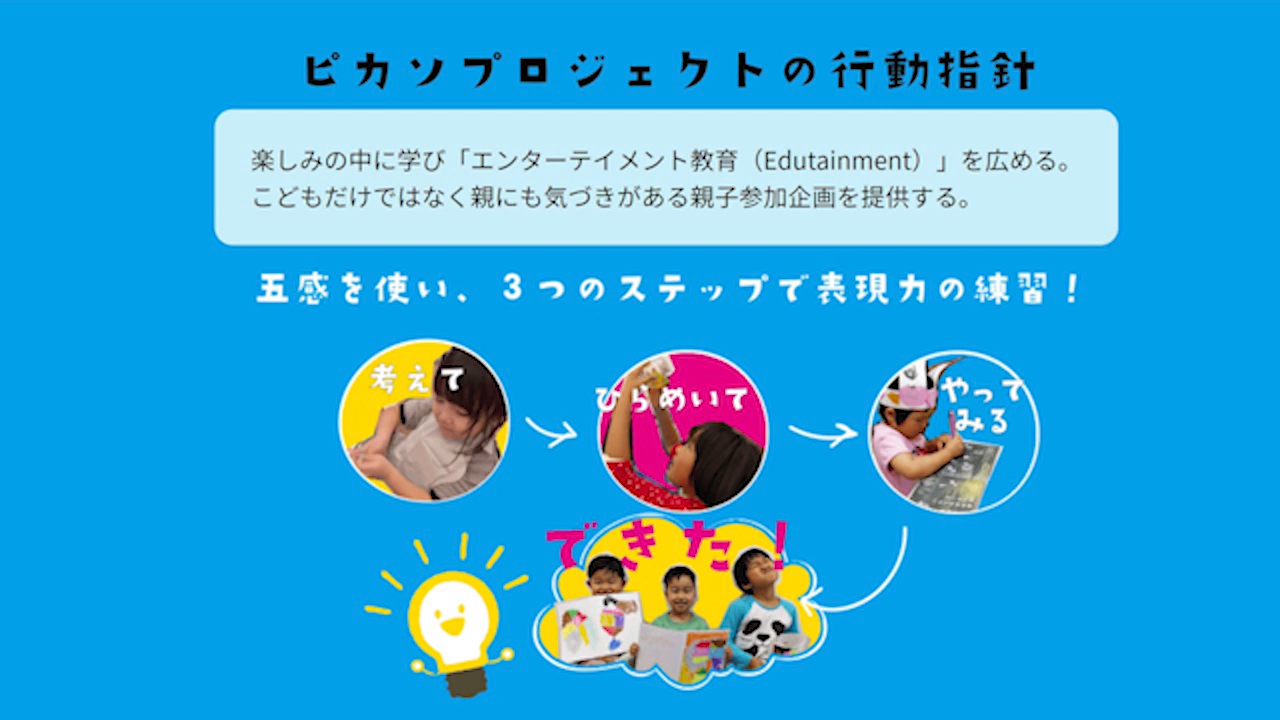 ピカソプロジェクトの行動指針
楽しみの中に学び「エンターテイメント教育（Edutainment）」を広める。
こどもだけではなく親にも気づきがある親子参加企画を提供する。
五感を使い、３つのステップで表現力の練習！
考えて
ひらめいて
やって
みる
できた！